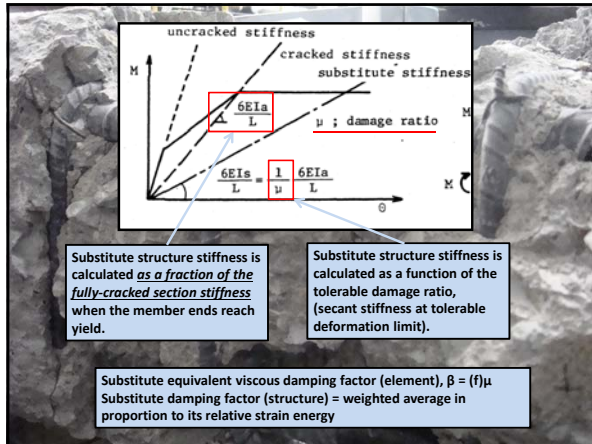 uncracked stiffness
cracked stiffness
substitute stiffness
M
6EIa
L
μ ; damage ratio
M
6EIs = 1 6EIa
L μ L
M
θ
Substitute structure stiffness is
calculated as a fraction of the
fully-cracked section stiffness
when the member ends reach
yield.
Substitute structure stiffness is
calculated as a function of the
tolerable damage ratio,
(secant stiffness at tolerable
deformation limit).
Substitute equivalent viscous damping factor (element), β = (f)μ
Substitute damping factor (structure) = weighted average in
proportion to its relative strain energy